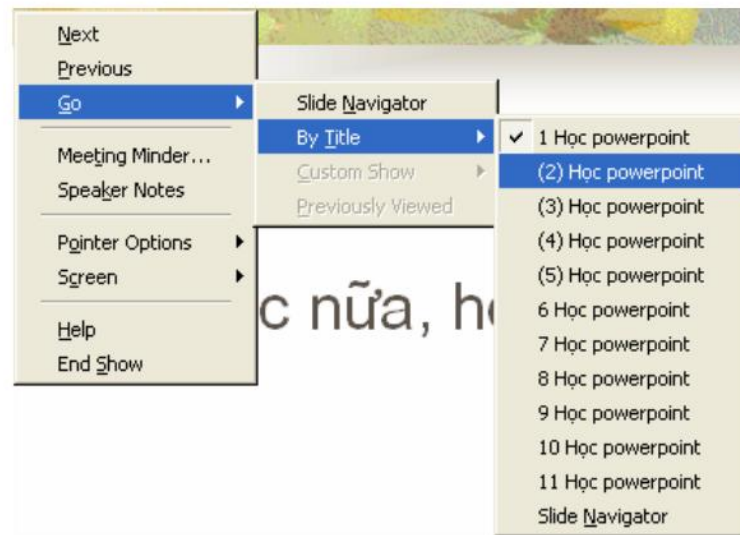 Next
Previous
Go
Meeting Minder...
Speaker Notes
Pointer Options
Screen
Help
End Show
Slide Navigator
By Title
Custom Show
Previously Viewed
✓ 1 Học powerpoint
(2) Học powerpoint
(3) Học powerpoint
(4) Học powerpoint
(5) Học powerpoint
6 Học powerpoint
7 Học powerpoint
8 Học powerpoint
9 Học powerpoint
10 Học powerpoint
11 Học powerpoint
Slide Navigator
c nữa, h